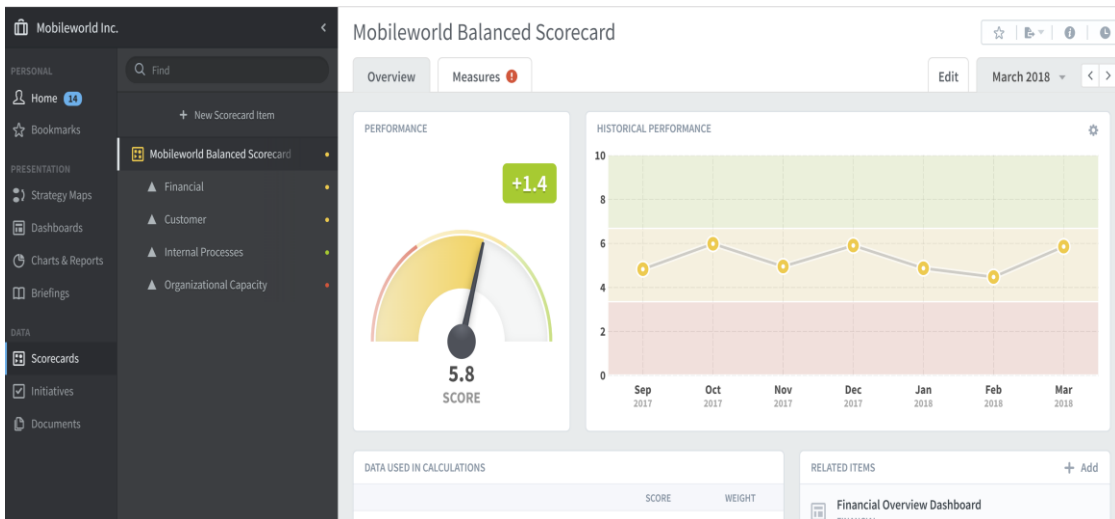 Mobileworld Inc.
PERSONAL
Home 14
Bookmarks
PRESENTATION
Strategy Maps
Dashboards
Charts & Reports
Briefings
DATA
Scorecards
Initiatives
Documents
Find
+ New Scorecard Item
Mobileworld Balanced Scorecard
Financial
Customer
Internal Processes
Organizational Capacity
Mobileworld Balanced Scorecard
Overview
Measures
Edit
March 2018
PERFORMANCE
+1.4
5.8
SCORE
HISTORICAL PERFORMANCE
10
8
6
4
2
0
Sep Oct Nov Dec Jan Feb Mar
2017 2017 2017 2017 2018 2018 2018
DATA USED IN CALCULATIONS
SCORE WEIGHT
RELATED ITEMS
+ Add
Financial Overview Dashboard